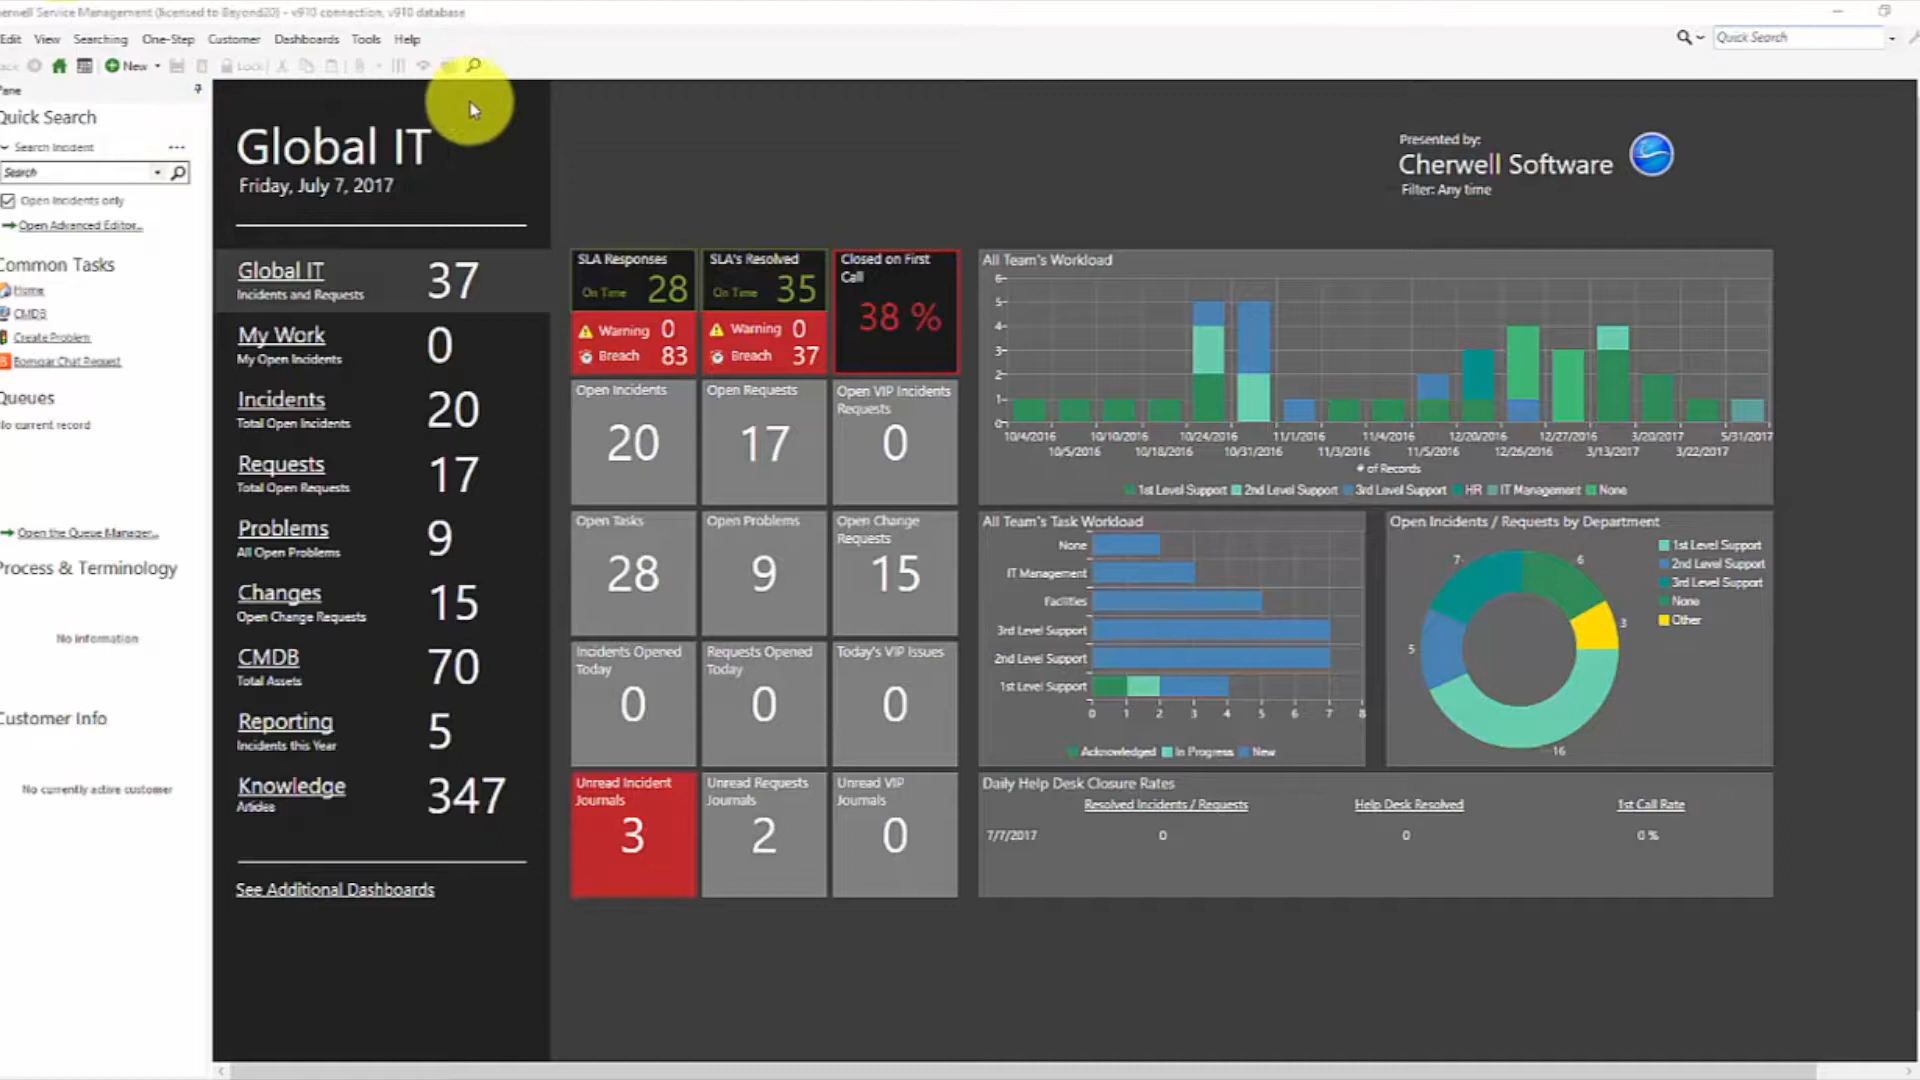 erwell Service Management (licensed to Beyond20) - v910 connection, v910 database
Edit View Searching One-Step Customer Dashboards Tools Help
Quick Search
New Lock
Pane
Quick Search
Search Incident
Search
Open Incidents only
Open Advanced Editor...
Common Tasks
Home
CMDB
Create Problem
Bomgar Chat Request
Queues
No current record
Open the Queue Manager...
Process & Terminology
No information
Customer Info
No currently active customer
Global IT
Friday, July 7, 2017
Global IT 37
Incidents and Requests
My Work 0
My Open Incidents
Incidents 20
Total Open Incidents
Requests 17
Total Open Requests
Problems 9
All Open Problems
Changes 15
Open Change Requests
CMDB 70
Total Assets
Reporting 5
Incidents this Year
Knowledge 347
Articles
See Additional Dashboards
Presented by:
Cherwell Software
Filter: Any time
SLA Responses
On Time 28
Warning 0
Breach 83
SLA's Resolved
On Time 35
Warning 0
Breach 37
Closed on First
Call
38 %
Open Incidents
20
Open Requests
17
Open VIP Incidents
Requests
0
Open Tasks
28
Open Problems
9
Open Change
Requests
15
Incidents Opened
Today
0
Requests Opened
Today
0
Today's VIP Issues
0
Unread Incident
Journals
3
Unread Requests
Journals
2
Unread VIP
Journals
0
All Team's Workload
6
5
4
3
2
1
0
10/4/2016 10/10/2016 10/24/2016 11/1/2016 11/4/2016 12/20/2016 12/27/2016 3/20/2017 5/31/2017
10/5/2016 10/18/2016 10/31/2016 11/3/2016 11/5/2016 12/26/2016 3/13/2017 3/22/2017
# of Records
1st Level Support 2nd Level Support 3rd Level Support HR IT Management None
All Team's Task Workload
None
IT Management
Facilities
3rd Level Support
2nd Level Support
1st Level Support
0 1 2 3 4 5 6 7 8
Acknowledged In Progress New
Open Incidents / Requests by Department
7
6
3
5
16
1st Level Support
2nd Level Support
3rd Level Support
None
Other
Daily Help Desk Closure Rates
Resolved Incidents / Requests Help Desk Resolved 1st Call Rate
7/7/2017 0 0 0 %